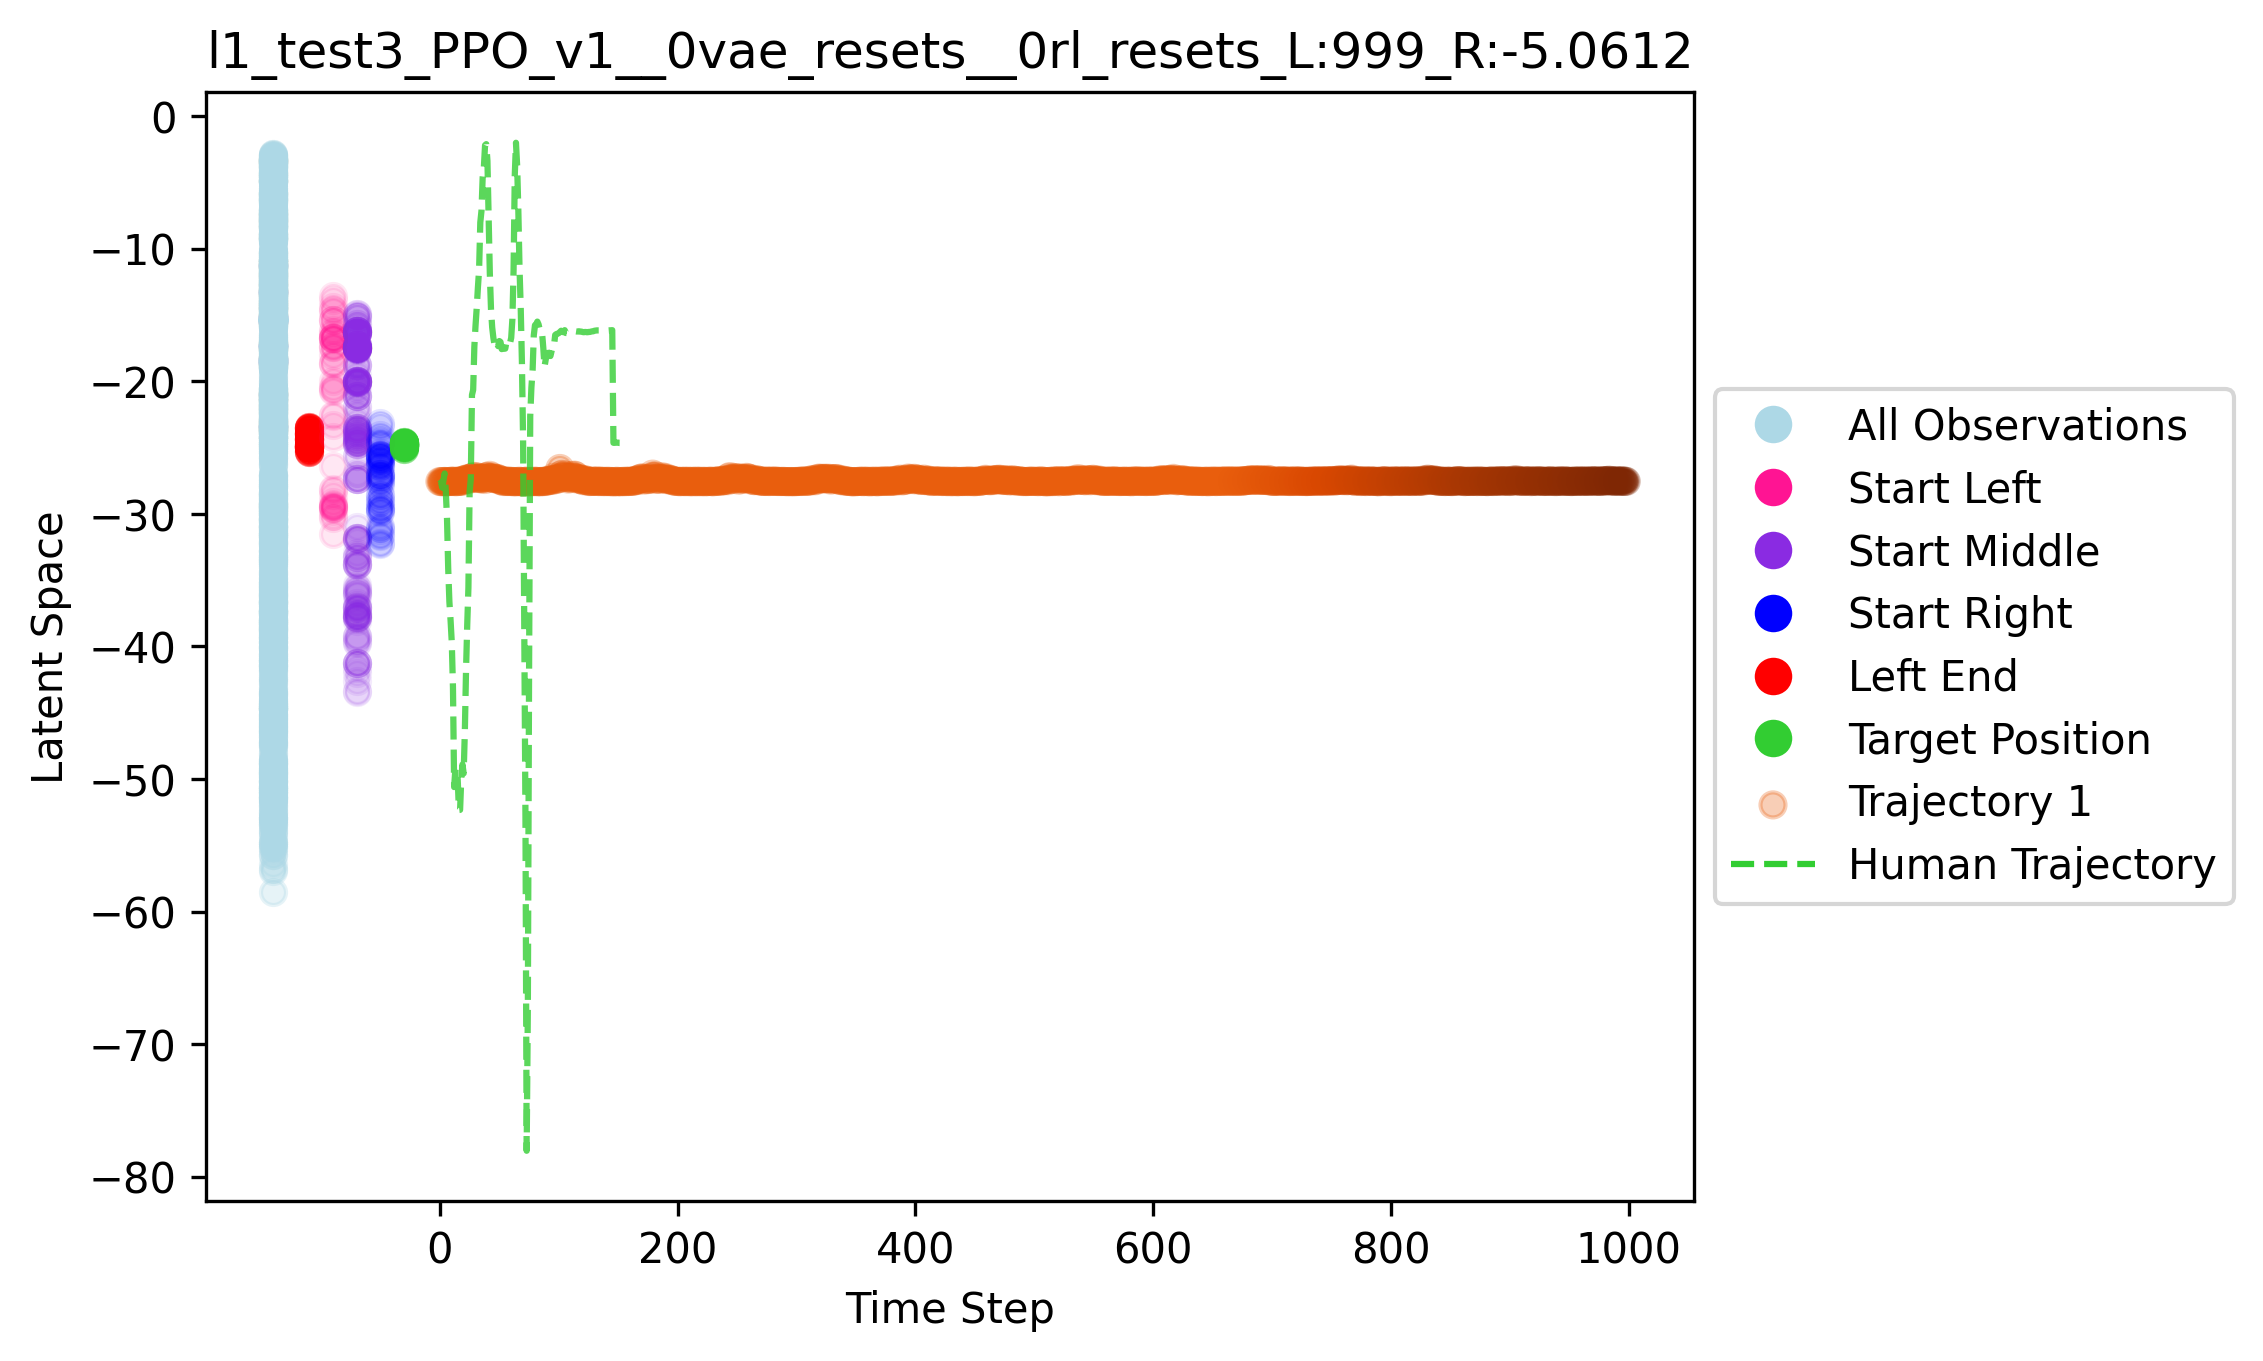 l1_test3_PPO_v1__0vae_resets__0rl_resets_L:999_R:-5.0612
0
−10
−20
−30
−40
−50
−60
−70
−80
Latent Space
0 200 400 600 800 1000
Time Step
All Observations
Start Left
Start Middle
Start Right
Left End
Target Position
Trajectory 1
Human Trajectory